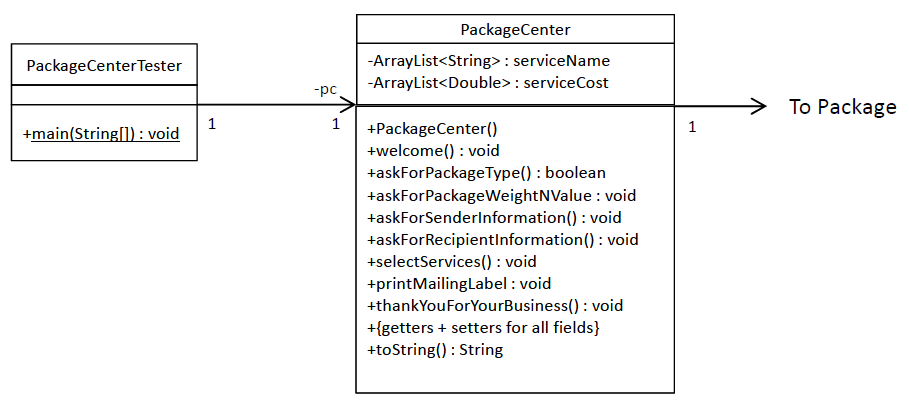 PackageCenterTester
+main(String[]) : void
1
-pc
1
PackageCenter
-ArrayList<String> : serviceName
-ArrayList<Double> : serviceCost
+PackageCenter()
+welcome() : void
+askForPackageType() : boolean
+askForPackageWeightNValue : void
+askForSenderInformation() : void
+askForRecipientInformation() : void
+selectServices() : void
+printMailingLabel : void
+thankYouForYourBusiness() : void
+{getters + setters for all fields}
+toString() : String
1
To Package